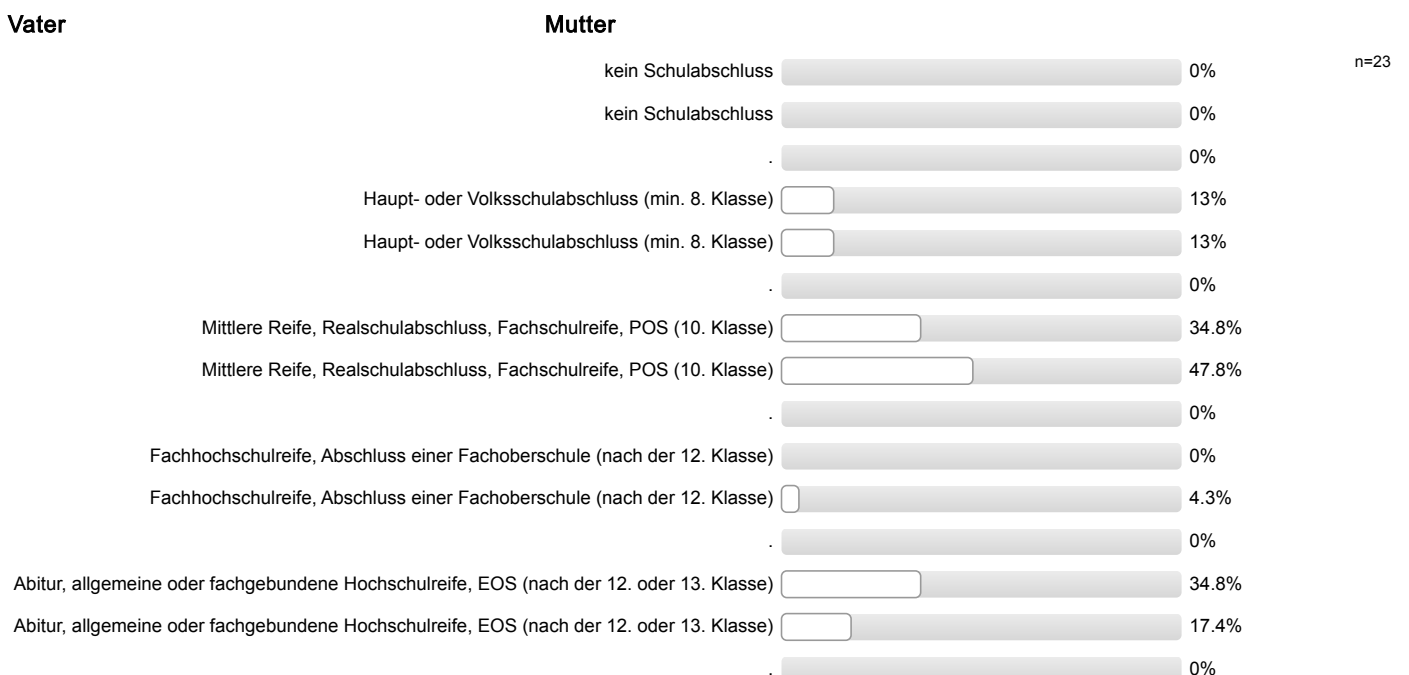 Vater Mutter
n=23
kein Schulabschluss 0%
kein Schulabschluss 0%
. 0%
Haupt- oder Volksschulabschluss (min. 8. Klasse) 13%
Haupt- oder Volksschulabschluss (min. 8. Klasse) 13%
. 0%
Mittlere Reife, Realschulabschluss, Fachschulreife, POS (10. Klasse) 34.8%
Mittlere Reife, Realschulabschluss, Fachschulreife, POS (10. Klasse) 47.8%
. 0%
Fachhochschulreife, Abschluss einer Fachoberschule (nach der 12. Klasse) 0%
Fachhochschulreife, Abschluss einer Fachoberschule (nach der 12. Klasse) 4.3%
. 0%
Abitur, allgemeine oder fachgebundene Hochschulreife, EOS (nach der 12. oder 13. Klasse) 34.8%
Abitur, allgemeine oder fachgebundene Hochschulreife, EOS (nach der 12. oder 13. Klasse) 17.4%
. 0%